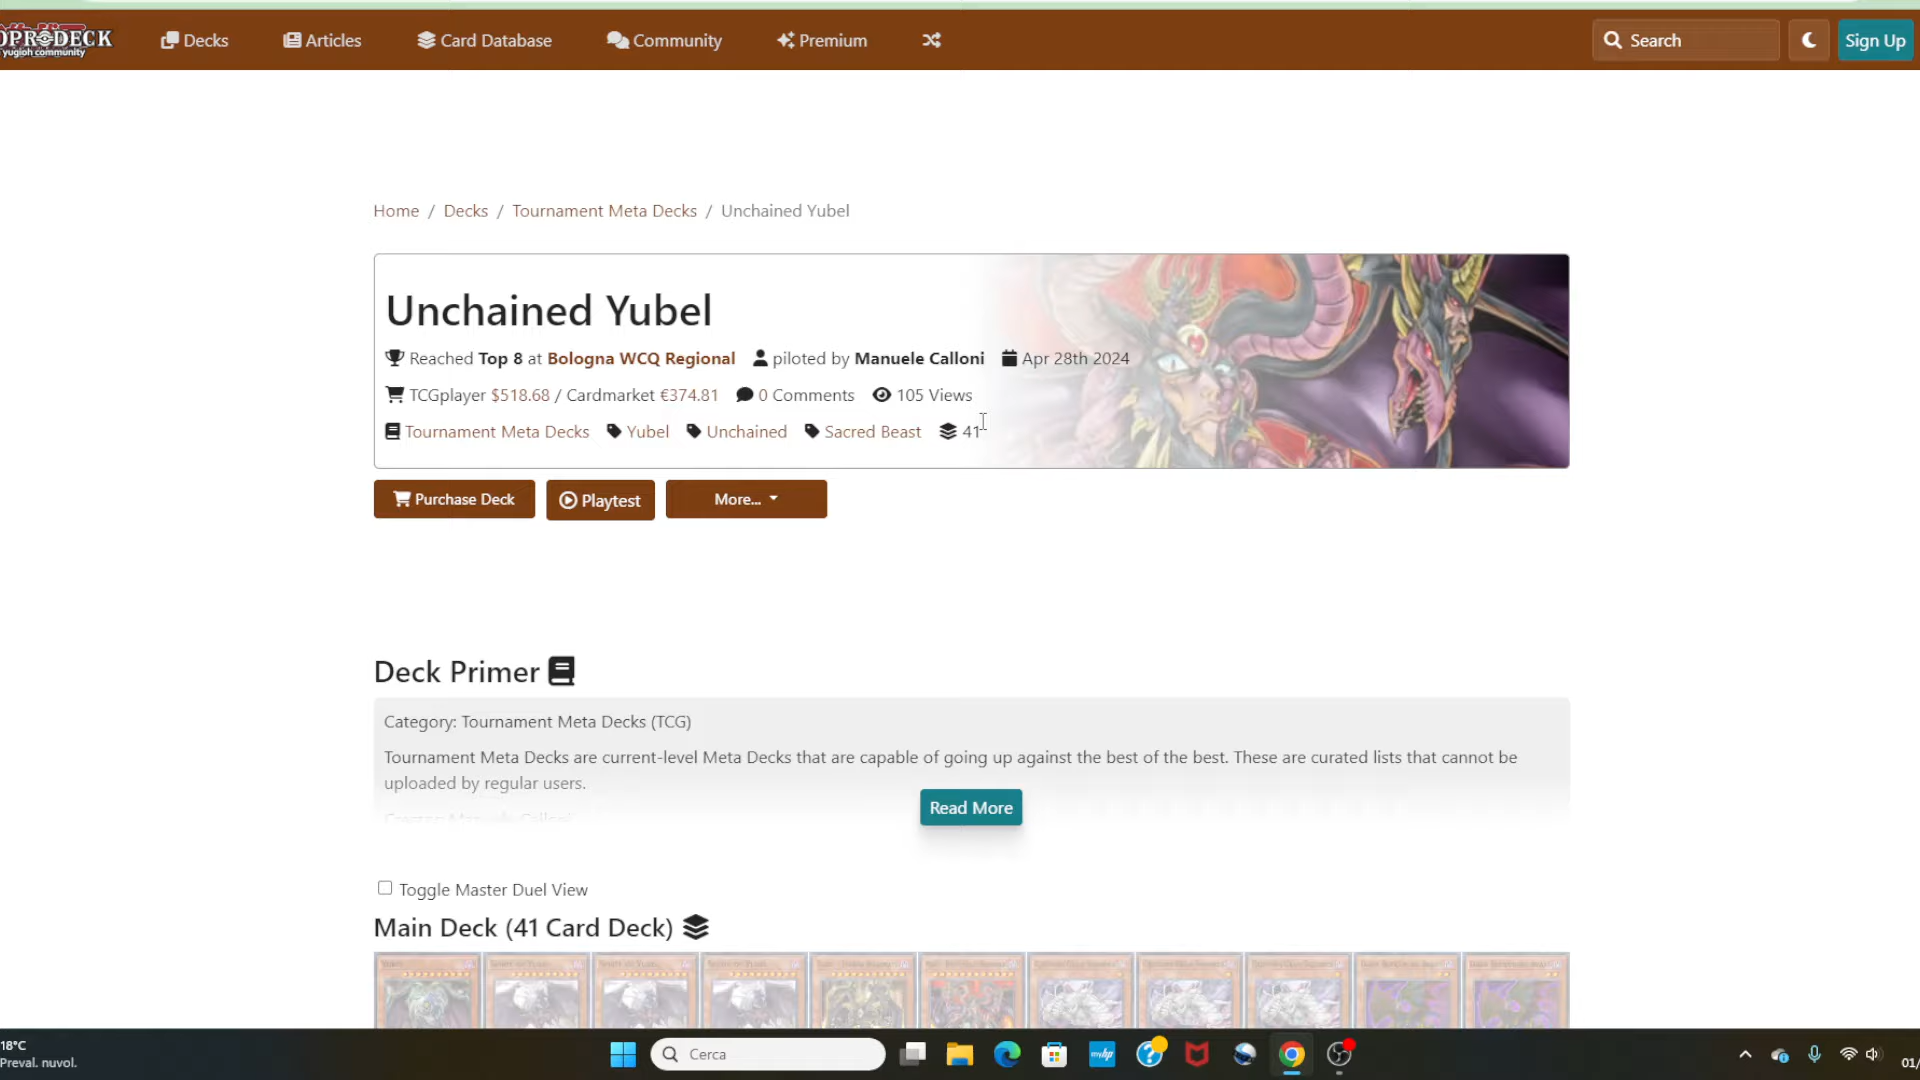 OPRODECK
yugioh community
Decks
Articles
Card Database
Community
Premium
Search
Sign Up
Home / Decks / Tournament Meta Decks / Unchained Yubel
Unchained Yubel
Reached Top 8 at Bologna WCQ Regional piloted by Manuele Calloni Apr 28th 2024
TCGplayer $518.68 / Cardmarket €374.81 0 Comments 105 Views
Tournament Meta Decks Yubel Unchained Sacred Beast 41
Purchase Deck
Playtest
More...
Deck Primer
Category: Tournament Meta Decks (TCG)
Tournament Meta Decks are current-level Meta Decks that are capable of going up against the best of the best. These are curated lists that cannot be
uploaded by regular users.
Read More
Toggle Master Duel View
Main Deck (41 Card Deck)
18°C
Preval. nuvol.
Cerca
myhp
01/